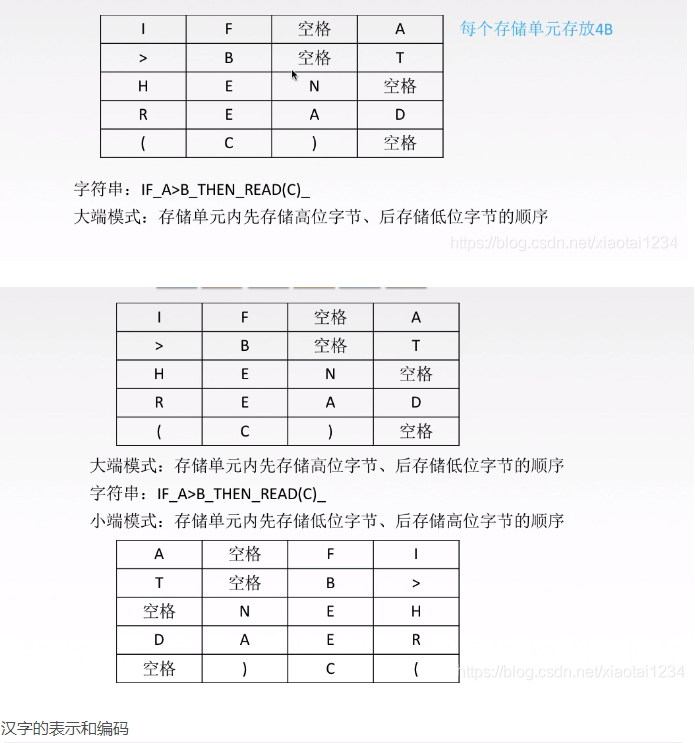 I F 空格 A 每个存储单元存放4B
> B 空格 T
H E N 空格
R E A D
( C ) 空格
字符串：IF_A>B_THEN_READ(C)_
大端模式：存储单元内先存储高位字节、后存储低位字节的顺序
https://blog.csdn.net/xiaotai1234
I F 空格 A
> B 空格 T
H E N 空格
R E A D
( C ) 空格
大端模式：存储单元内先存储高位字节、后存储低位字节的顺序
字符串：IF_A>B_THEN_READ(C)_
小端模式：存储单元内先存储低位字节、后存储高位字节的顺序
A 空格 F I
T 空格 B >
空格 N E H
D A E R
空格 ) C (
https://blog.csdn.net/xiaotai1234
汉字的表示和编码